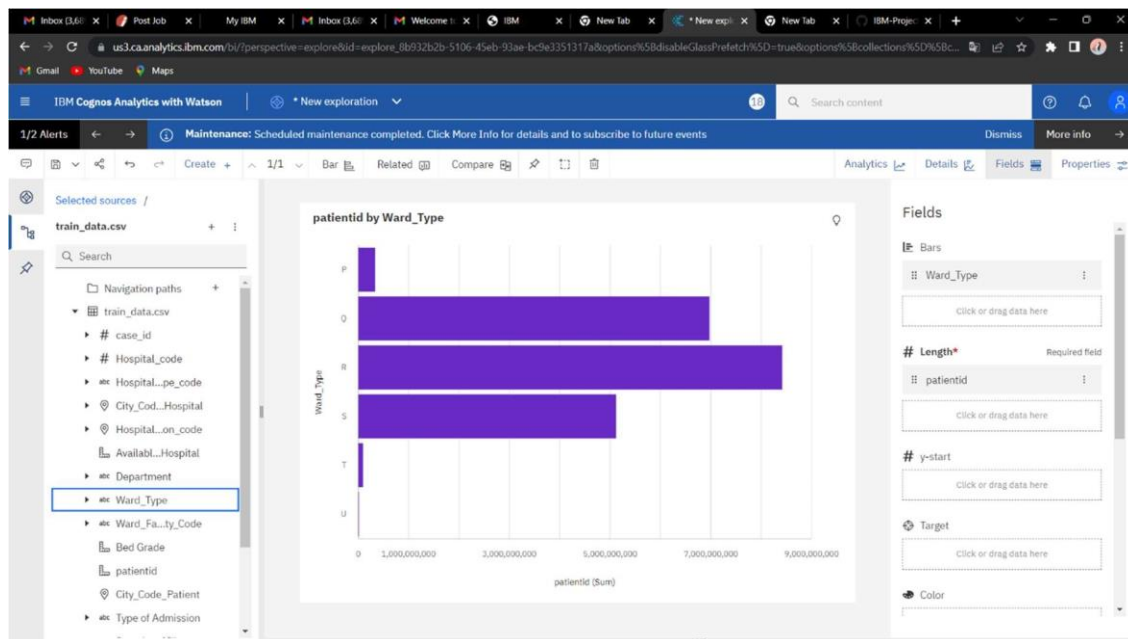 Inbox (3,68
Post Job
My IBM
Inbox (3,68
Welcome t
IBM
New Tab
* New expl
New Tab
IBM-Projec
us3.ca.analytics.ibm.com/bi/?perspective=explore&id=explore_8b932b2b-5106-45eb-93ae-bc9e3351317a&options%5BdisableGlassPrefetch%5D=true&options%5Bcollections%5D%5B...
Gmail YouTube Maps
IBM Cognos Analytics with Watson
* New exploration
18
Search content
1/2 Alerts
Maintenance: Scheduled maintenance completed. Click More Info for details and to subscribe to future events
Dismiss
More info
Create +
1/1
Bar
Related
Compare
Analytics
Details
Fields
Properties
Selected sources /
train_data.csv
Search
Navigation paths
train_data.csv
# case_id
# Hospital_code
abc Hospital...pe_code
City_Cod...Hospital
Hospital...on_code
Availabl...Hospital
abc Department
abc Ward_Type
abc Ward_Fa...ty_Code
Bed Grade
patientid
City_Code_Patient
abc Type of Admission
patientid by Ward_Type
Ward_Type
P
Q
R
S
T
U
0 1,000,000,000 3,000,000,000 5,000,000,000 7,000,000,000 9,000,000,000
patientid (Sum)
Fields
Bars
Ward_Type
Click or drag data here
# Length*
Required field
patientid
Click or drag data here
# y-start
Click or drag data here
Target
Click or drag data here
Color